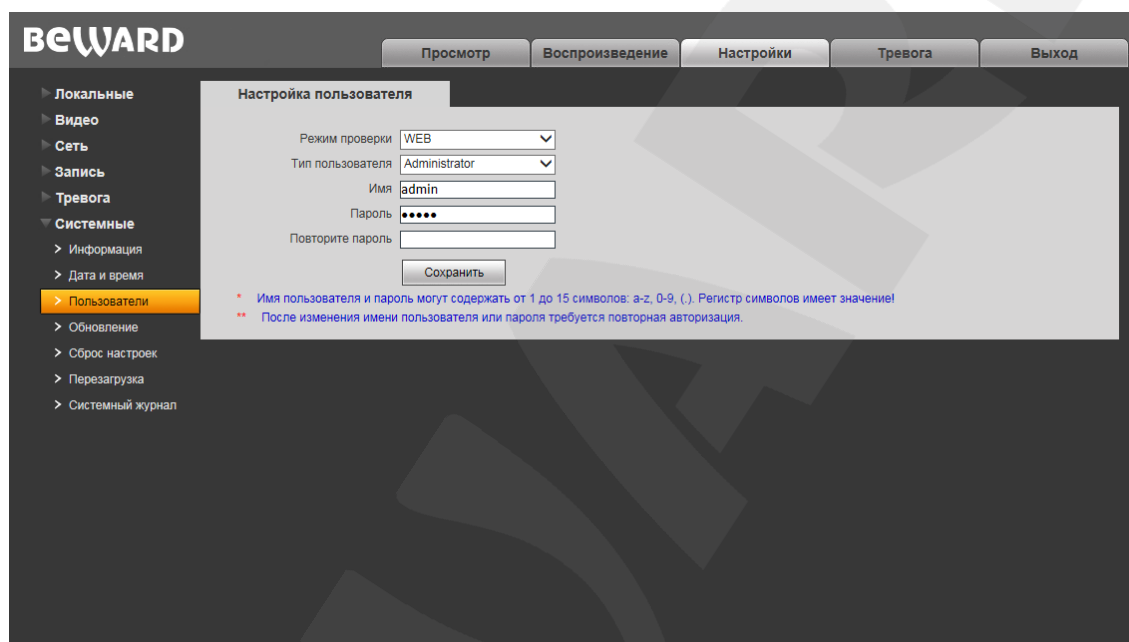 BEWARD
Просмотр
Воспроизведение
Настройки
Тревога
Выход
Локальные
Видео
Сеть
Запись
Тревога
Системные
Информация
Дата и время
Пользователи
Обновление
Сброс настроек
Перезагрузка
Системный журнал
Настройка пользователя
Режим проверки WEB
Тип пользователя Administrator
Имя admin
Пароль •••••
Повторите пароль
Сохранить
* Имя пользователя и пароль могут содержать от 1 до 15 символов: a-z, 0-9, (.). Регистр символов имеет значение!
** После изменения имени пользователя или пароля требуется повторная авторизация.